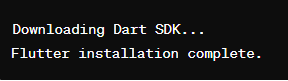 Downloading Dart SDK...
Flutter installation complete.